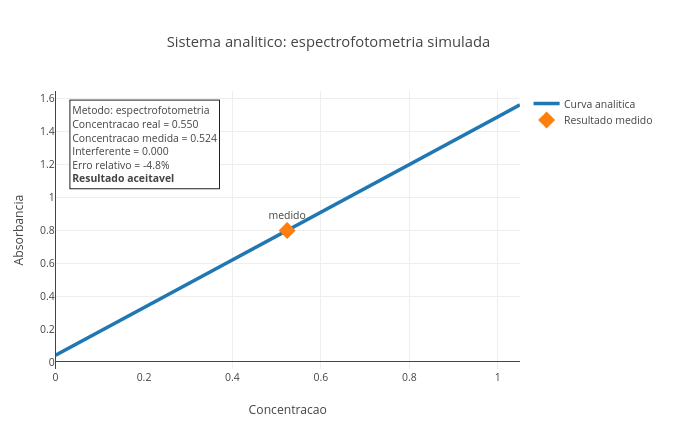 Sistema analitico: espectrofotometria simulada
Curva analitica
Resultado medido
Metodo: espectrofotometria
Concentracao real = 0.550
Concentracao medida = 0.524
Interferente = 0.000
Erro relativo = -4.8%
Resultado aceitavel
medido
Absorbancia
1.6
1.4
1.2
1
0.8
0.6
0.4
0.2
0
0 0.2 0.4 0.6 0.8 1
Concentracao